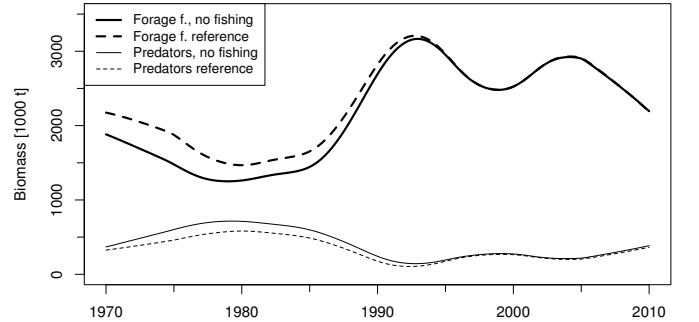 Forage f., no fishing
Forage f. reference
Predators, no fishing
Predators reference
Biomass [1000 t]
3000
2000
1000
0
1970
1980
1990
2000
2010